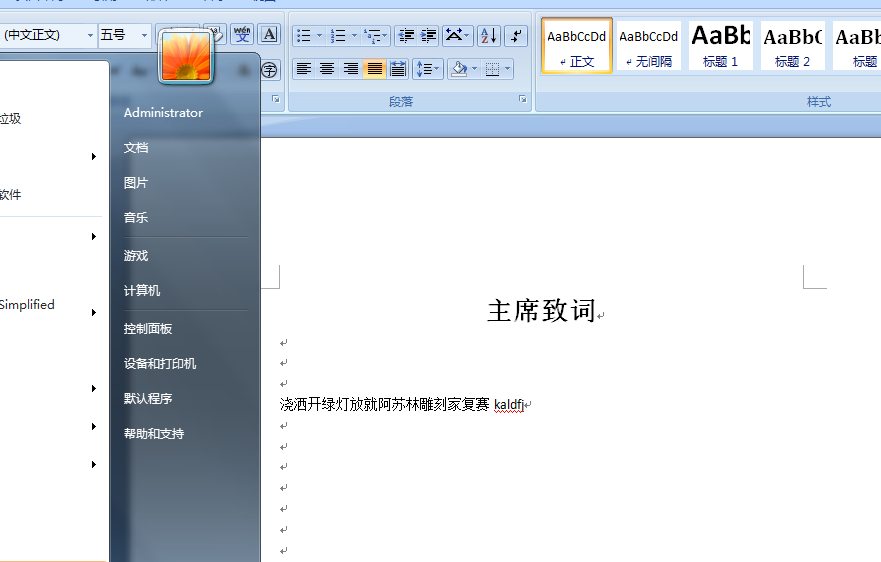 (中文正文) 五号 wén A
字
AaBbCcDd AaBbCcDd AaBb AaBbC AaBb
正文 无间隔 标题 1 标题 2 标题
段落 样式
垃圾
软件
Simplified
Administrator
文档
图片
音乐
游戏
计算机
控制面板
设备和打印机
默认程序
帮助和支持
主席致词
浇洒开绿灯放就阿苏林雕刻家复赛 kaldfj